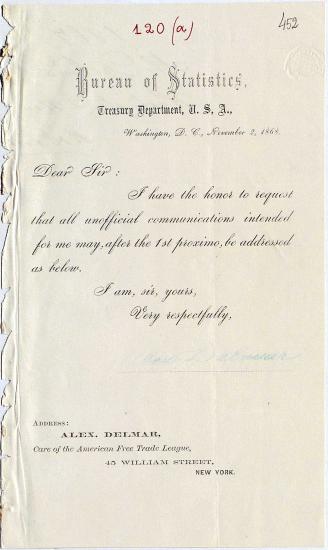 120 (a)
452
Bureau of Statistics,
Treasury Department, U. S. A.,
Washington, D. C., November 2, 1868.
Dear Sir:
I have the honor to request
that all unofficial communications intended
for me may, after the 1st proximo, be addressed
as below.
I am, sir, yours,
Very respectfully,
ADDRESS:
ALEX. DELMAR,
Care of the American Free Trade League,
45 WILLIAM STREET,
NEW YORK.